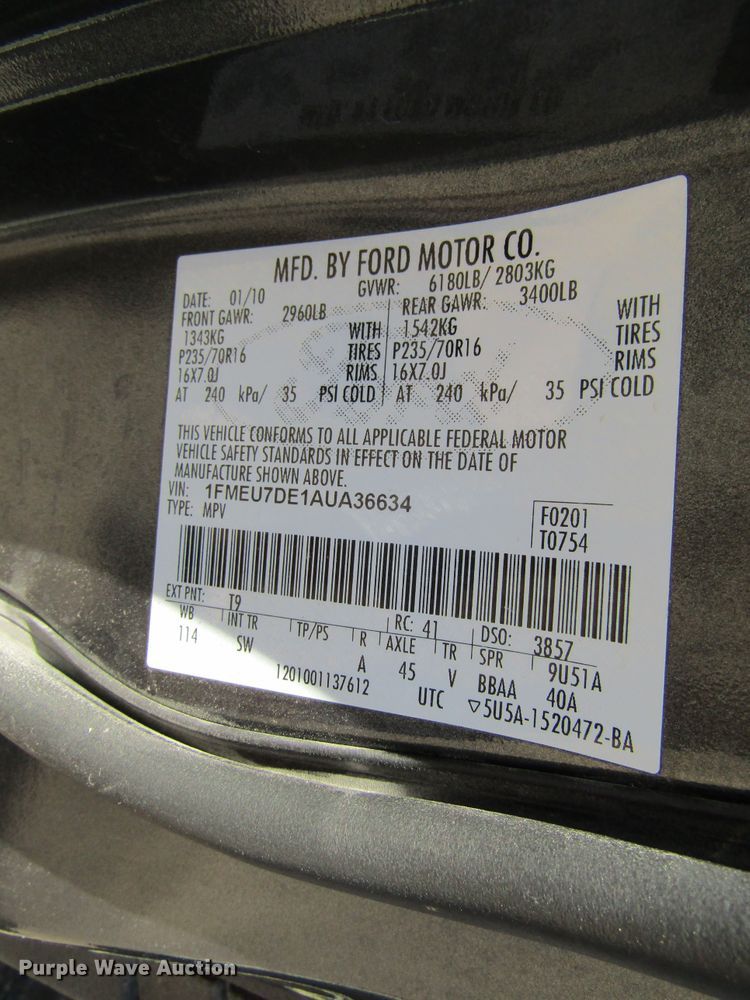 MFD. BY FORD MOTOR CO.
DATE: 01/10 GVWR: 6180LB/ 2803KG
FRONT GAWR: 2960LB REAR GAWR: 3400LB
1343KG WITH 1542KG WITH
P235/70R16 TIRES P235/70R16 TIRES
16X7.0J RIMS 16X7.0J RIMS
AT 240 kPa/ 35 PSI COLD AT 240 kPa/ 35 PSI COLD
THIS VEHICLE CONFORMS TO ALL APPLICABLE FEDERAL MOTOR
VEHICLE SAFETY STANDARDS IN EFFECT ON THE DATE OF
MANUFACTURE SHOWN ABOVE.
VIN: 1FMEU7DE1AUA36634
TYPE: MPV
F0201
T0754
EXT PNT: T9 RC: 41 DSO: 3857
WB INT TR TP/PS R AXLE TR SPR 9U51A
114 SW A 45 V BBAA 40A
1201001137612 UTC ▽5U5A-1520472-BA
Purple Wave Auction